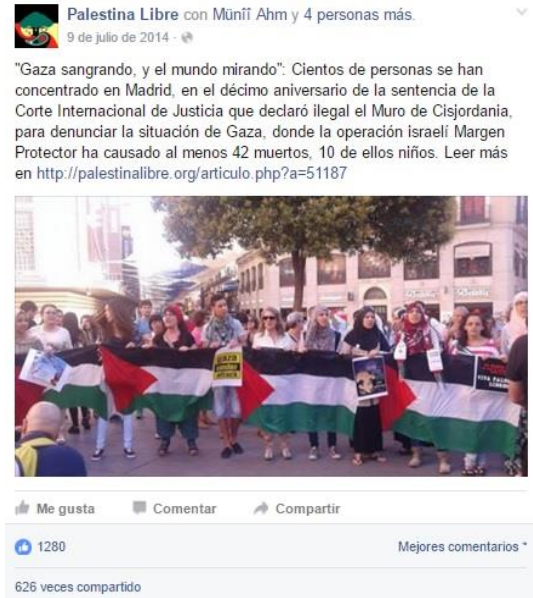 Palestina Libre con Münîî Ahm y 4 personas más.
9 de julio de 2014 ·
"Gaza sangrando, y el mundo mirando": Cientos de personas se han
concentrado en Madrid, en el décimo aniversario de la sentencia de la
Corte Internacional de Justicia que declaró ilegal el Muro de Cisjordania,
para denunciar la situación de Gaza, donde la operación israelí Margen
Protector ha causado al menos 42 muertos, 10 de ellos niños. Leer más
en http://palestinalibre.org/articulo.php?a=51187
Gaza
Me gusta Comentar Compartir
1280 Mejores comentarios
626 veces compartido